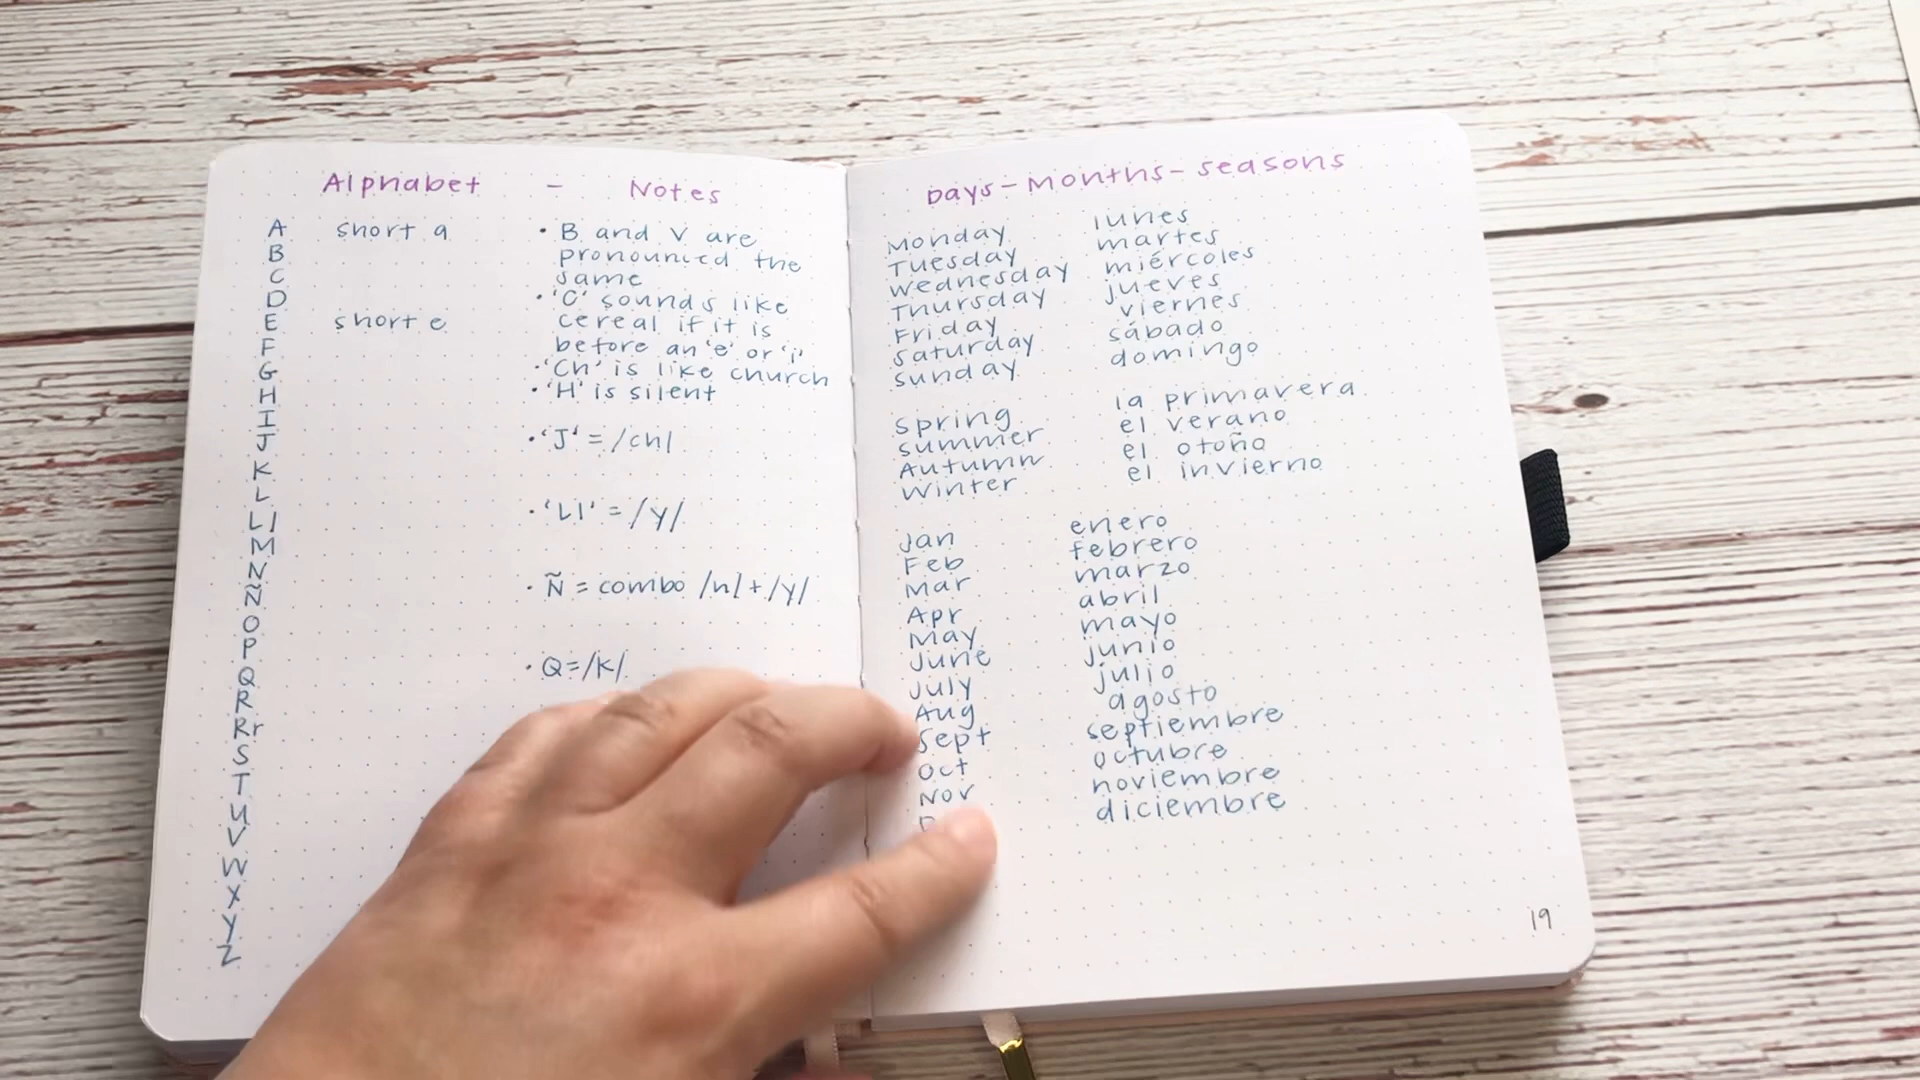 Alphabet - Notes
A short a
B
C
D
E short e
F
G
H
I
J
K
L
Ll
M
N
Ñ
O
P
Q
R
Rr
S
T
U
V
W
X
Y
Z
• B and V are
pronounced the
same
• 'C' sounds like
cereal if it is
before an 'e' or 'i'
• 'Ch' is like church
• 'H' is silent
• 'J' = /ch/
• 'Ll' = /y/
• Ñ = combo /n/ + /y/
• Q = /k/
Days - Months - Seasons
Monday lunes
Tuesday martes
Wednesday miércoles
Thursday jueves
Friday viernes
Saturday sábado
Sunday domingo
Spring la primavera
Summer el verano
Autumn el otoño
Winter el invierno
Jan enero
Feb febrero
Mar marzo
Apr abril
May mayo
June junio
July julio
Aug agosto
Sept septiembre
Oct octubre
Nov noviembre
diciembre
19